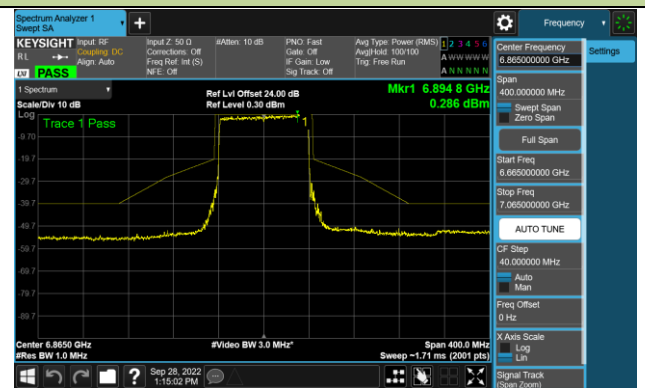 Spectrum Analyzer 1
Swept SA
Frequency
KEYSIGHT
RL
PASS
Input: RF
Coupling: DC
Align: Auto
Input Z: 50 Ω
Corrections: Off
Freq Ref: Int (S)
NFE: Off
#Atten: 10 dB
PNO: Fast
Gate: Off
IF Gain: Low
Sig Track: Off
Avg Type: Power (RMS)
Avg|Hold: 100/100
Trig: Free Run
1 2 3 4 5 6
A W W W W W
A N N N N N
1 Spectrum
Scale/Div 10 dB
Log
Ref Lvl Offset 24.00 dB
Ref Level 0.30 dBm
Mkr1 6.894 8 GHz
0.286 dBm
Trace 1 Pass
1
-9.70
-19.7
-29.7
-39.7
-49.7
-59.7
-69.7
-79.7
-89.7
Center 6.8650 GHz
#Res BW 1.0 MHz
#Video BW 3.0 MHz*
Span 400.0 MHz
Sweep ~1.71 ms (2001 pts)
Center Frequency
6.865000000 GHz
Settings
Span
400.000000 MHz
Swept Span
Zero Span
Full Span
Start Freq
6.665000000 GHz
Stop Freq
7.065000000 GHz
AUTO TUNE
CF Step
40.000000 MHz
Auto
Man
Freq Offset
0 Hz
X Axis Scale
Log
Lin
Signal Track
(Span Zoom)
?
Sep 28, 2022
1:15:02 PM